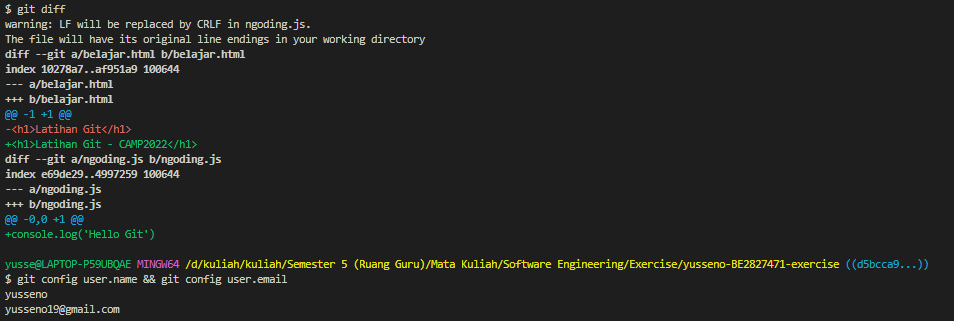 $ git diff
warning: LF will be replaced by CRLF in ngoding.js.
The file will have its original line endings in your working directory
diff --git a/belajar.html b/belajar.html
index 10278a7..af951a9 100644
--- a/belajar.html
+++ b/belajar.html
@@ -1 +1 @@
-<h1>Latihan Git</h1>
+<h1>Latihan Git - CAMP2022</h1>
diff --git a/ngoding.js b/ngoding.js
index e69de29..4997259 100644
--- a/ngoding.js
+++ b/ngoding.js
@@ -0,0 +1 @@
+console.log('Hello Git')
yusse@LAPTOP-P59UBQAE MINGW64 /d/kuliah/kuliah/Semester 5 (Ruang Guru)/Mata Kuliah/Software Engineering/Exercise/yusseno-BE2827471-exercise ((d5bcca9...))
$ git config user.name && git config user.email
yusseno
yusseno19@gmail.com